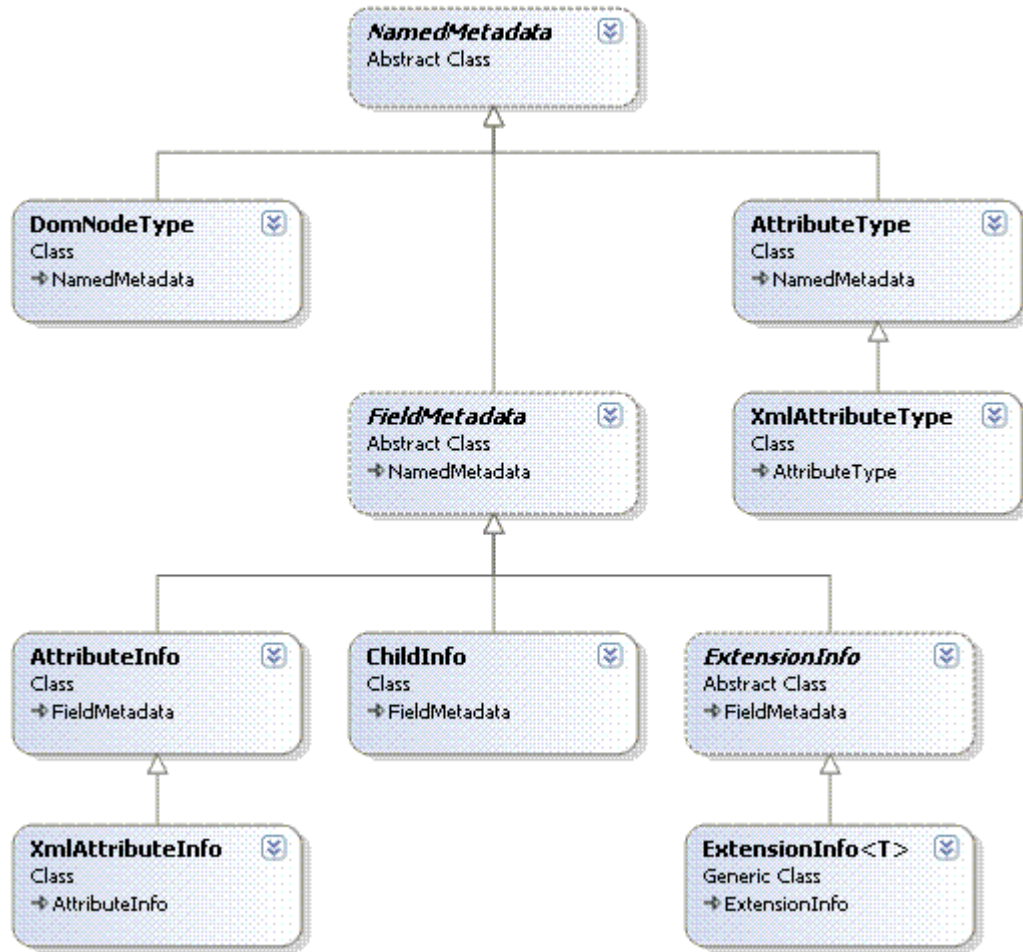 NamedMetadata
Abstract Class
DomNodeType
Class
NamedMetadata
AttributeType
Class
NamedMetadata
FieldMetadata
Abstract Class
NamedMetadata
XmlAttributeType
Class
AttributeType
AttributeInfo
Class
FieldMetadata
ChildInfo
Class
FieldMetadata
ExtensionInfo
Abstract Class
FieldMetadata
XmlAttributeInfo
Class
AttributeInfo
ExtensionInfo<T>
Generic Class
ExtensionInfo